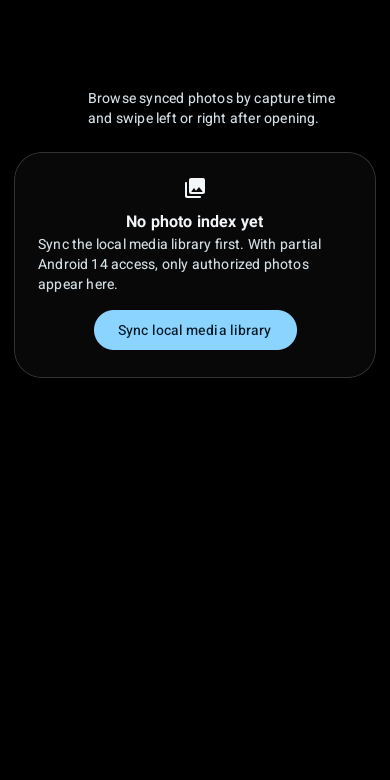 Browse synced photos by capture time
and swipe left or right after opening.
No photo index yet
Sync the local media library first. With partial
Android 14 access, only authorized photos
appear here.
Sync local media library